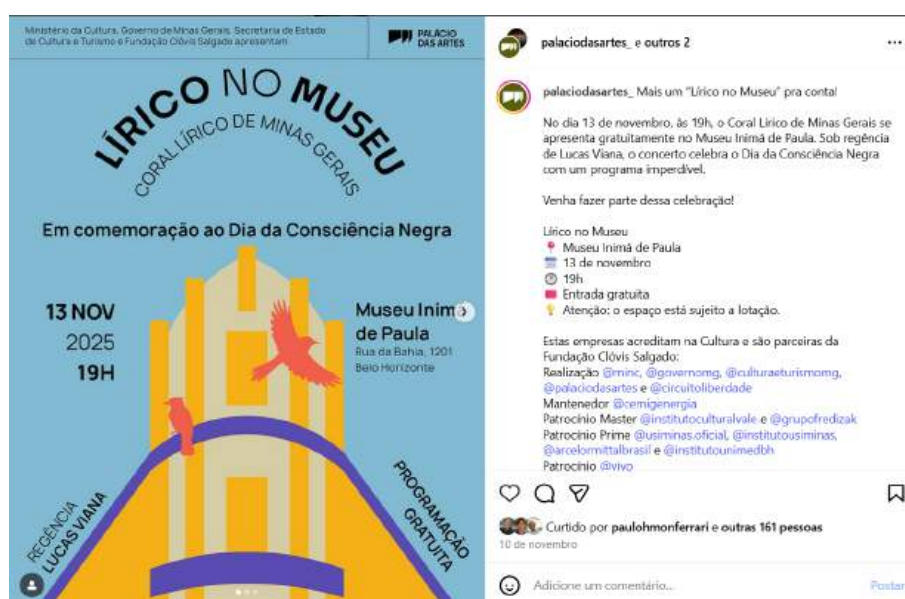 Ministério da Cultura, Governo de Minas Gerais, Secretaria de Estado
de Cultura e Turismo e Fundação Clóvis Salgado apresentam
PALÁCIO
DAS ARTES
LÍRICO NO MUSEU
CORAL LÍRICO DE MINAS GERAIS
Em comemoração ao Dia da Consciência Negra
13 NOV
2025
19H
Museu Inim
de Paula
Rua da Bahia, 1201
Belo Horizonte
REGÊNCIA
LUCAS VIANA
PROGRAMAÇÃO
GRATUITA
palaciodasartes_ e outros 2
palaciodasartes_ Mais um "Lírico no Museu" pra conta!
No dia 13 de novembro, às 19h, o Coral Lírico de Minas Gerais se
apresenta gratuitamente no Museu Inimá de Paula. Sob regência
de Lucas Viana, o concerto celebra o Dia da Consciência Negra
com um programa imperdível.
Venha fazer parte dessa celebração!
Lírico no Museu
Museu Inimá de Paula
13 de novembro
19h
Entrada gratuita
Atenção: o espaço está sujeito a lotação.
Estas empresas acreditam na Cultura e são parceiras da
Fundação Clóvis Salgado:
Realização @minc, @governomg, @culturaeturismomg,
@palaciodasartes e @circuitoliberdade
Mantenedor @cemigenergia
Patrocínio Master @institutoculturalvale e @grupofredizak
Patrocínio Prime @usiminas.oficial, @institutousiminas,
@arcelormittalbrasil e @institutounimedbh
Patrocínio @vivo
Curtido por paulohmonferrari e outras 161 pessoas
10 de novembro
Adicione um comentário...
Postar